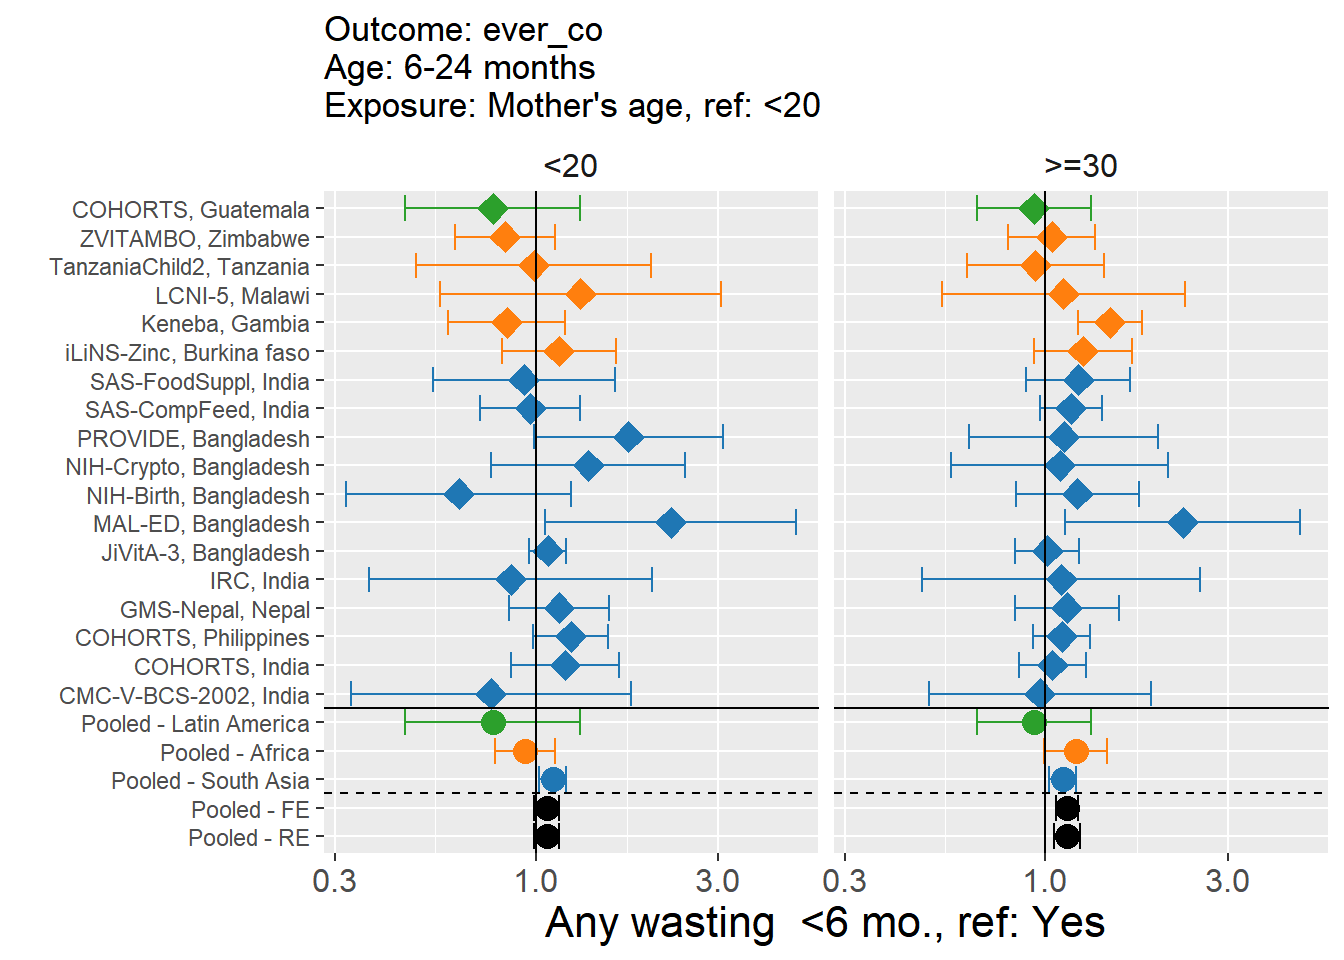 Outcome: ever_co
Age: 6-24 months
Exposure: Mother's age, ref: <20
<20
>=30
COHORTS, Guatemala
ZVITAMBO, Zimbabwe
TanzaniaChild2, Tanzania
LCNI-5, Malawi
Keneba, Gambia
iLiNS-Zinc, Burkina faso
SAS-FoodSuppl, India
SAS-CompFeed, India
PROVIDE, Bangladesh
NIH-Crypto, Bangladesh
NIH-Birth, Bangladesh
MAL-ED, Bangladesh
JiVitA-3, Bangladesh
IRC, India
GMS-Nepal, Nepal
COHORTS, Philippines
COHORTS, India
CMC-V-BCS-2002, India
Pooled - Latin America
Pooled - Africa
Pooled - South Asia
Pooled - FE
Pooled - RE
0.3 1.0 3.0 0.3 1.0 3.0
Any wasting  <6 mo., ref: Yes